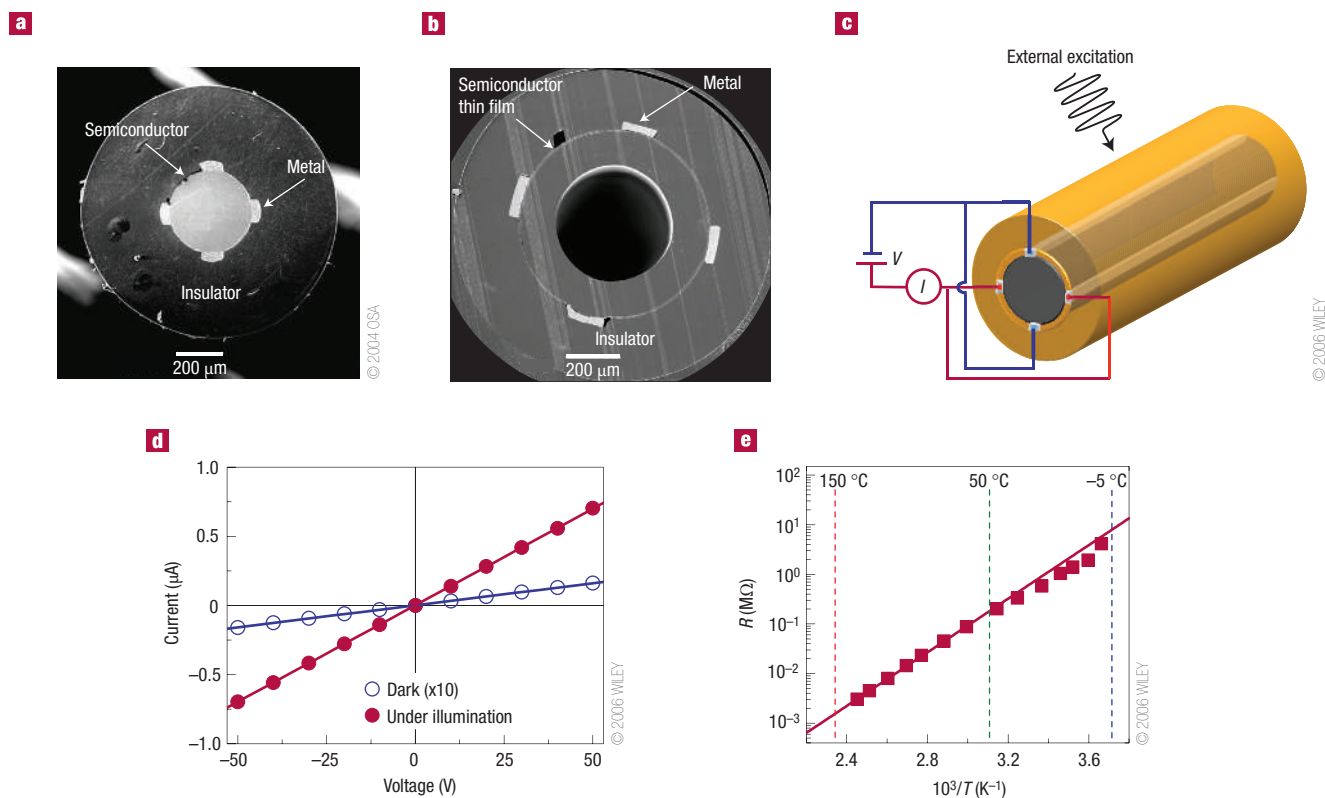 a
Semiconductor
Metal
Insulator
200 μm
© 2004 OSA
b
Semiconductor
thin film
Metal
Insulator
200 μm
c
External excitation
V
I
© 2006 WILEY
d
1.0
0.5
0
–0.5
–1.0
Current (μA)
–50
–25
0
25
50
Voltage (V)
Dark (x10)
Under illumination
© 2006 WILEY
e
10²
10¹
10⁰
10⁻¹
10⁻²
10⁻³
R (MΩ)
150 °C
50 °C
–5 °C
2.4
2.8
3.2
3.6
10³/T (K⁻¹)
© 2006 WILEY